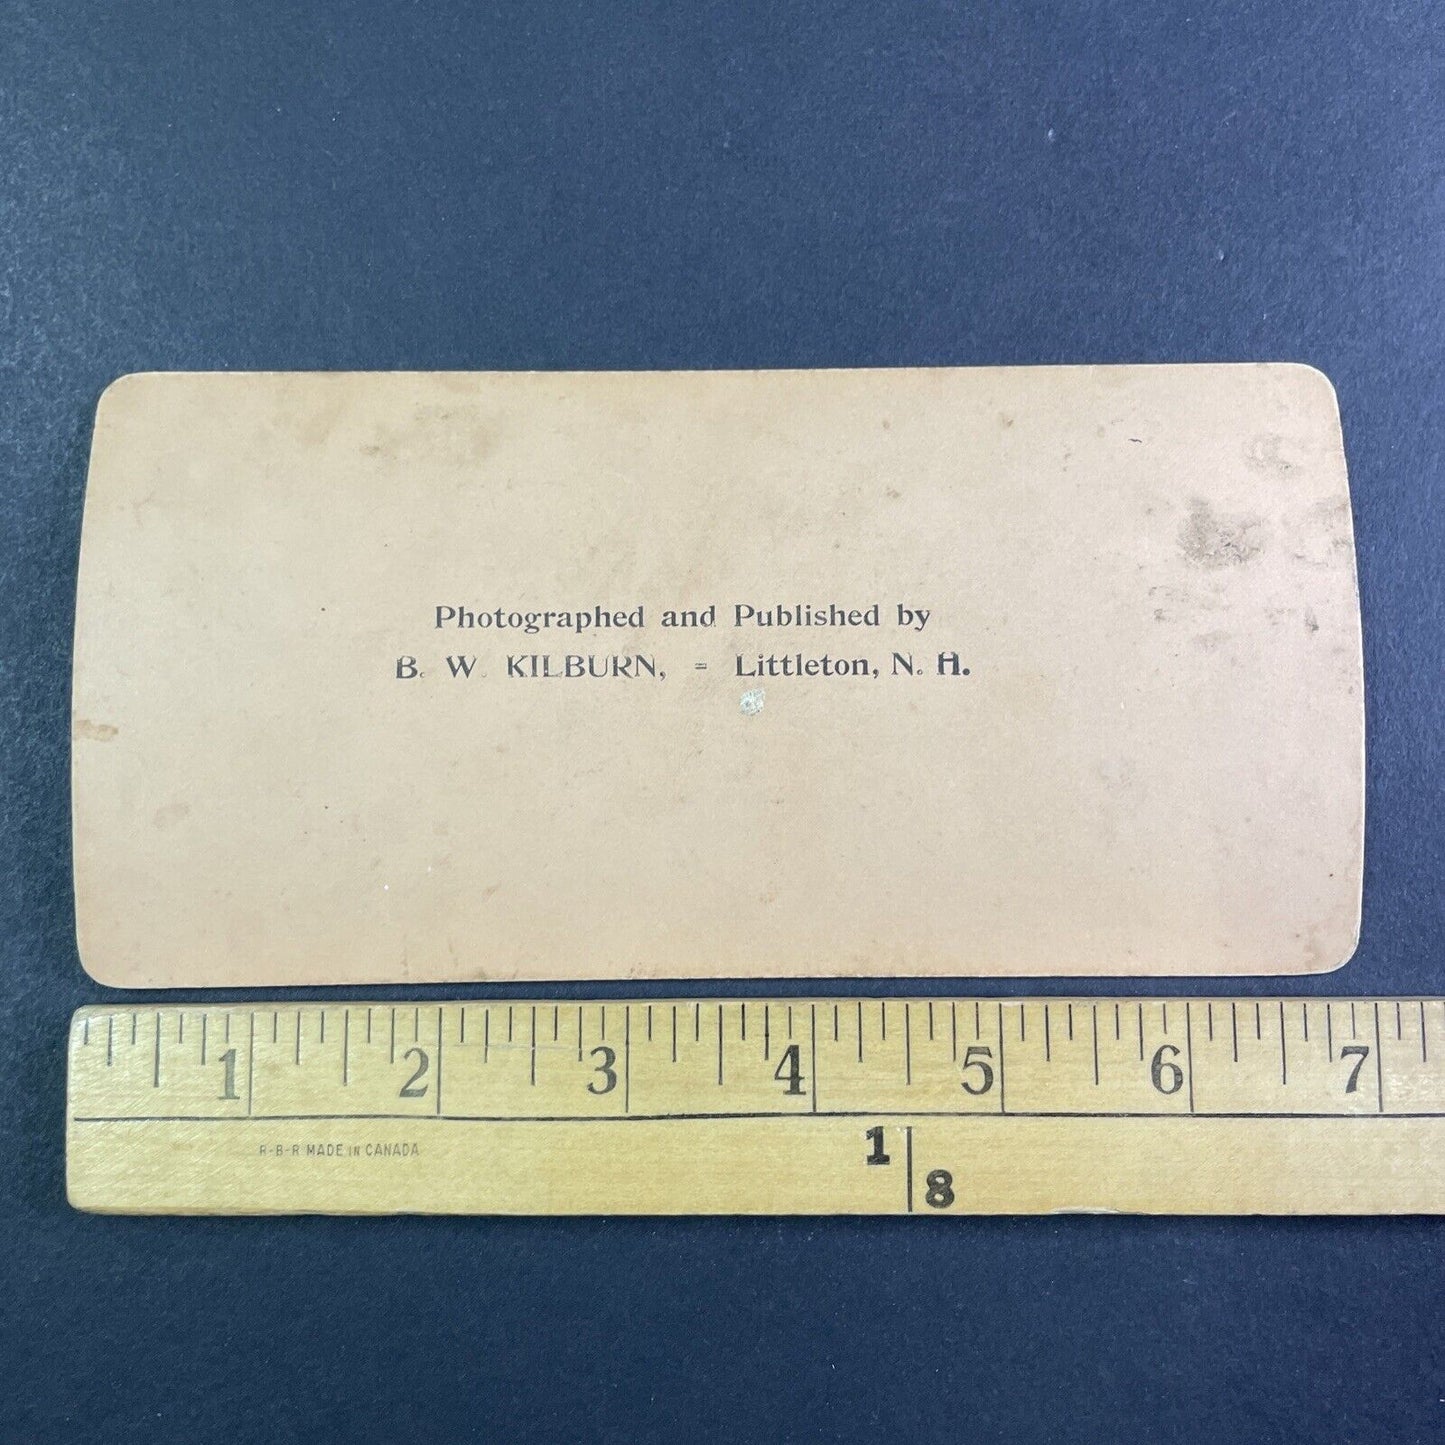 Photographed and Published by
B. W. KILBURN, = Littleton, N. H.
1 2 3 4 5 6 7
R-B-R MADE IN CANADA
1
8